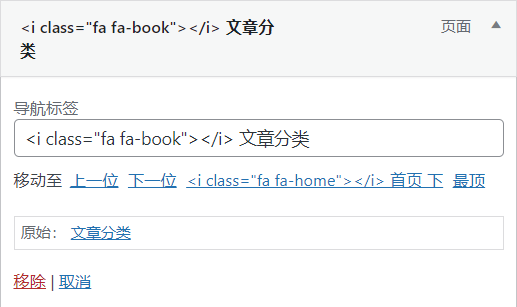 <i class="fa fa-book"></i> 文章分 页面
类
导航标签
<i class="fa fa-book"></i> 文章分类
移动至 上一位 下一位 <i class="fa fa-home"></i> 首页 下 最顶
原始： 文章分类
移除 | 取消